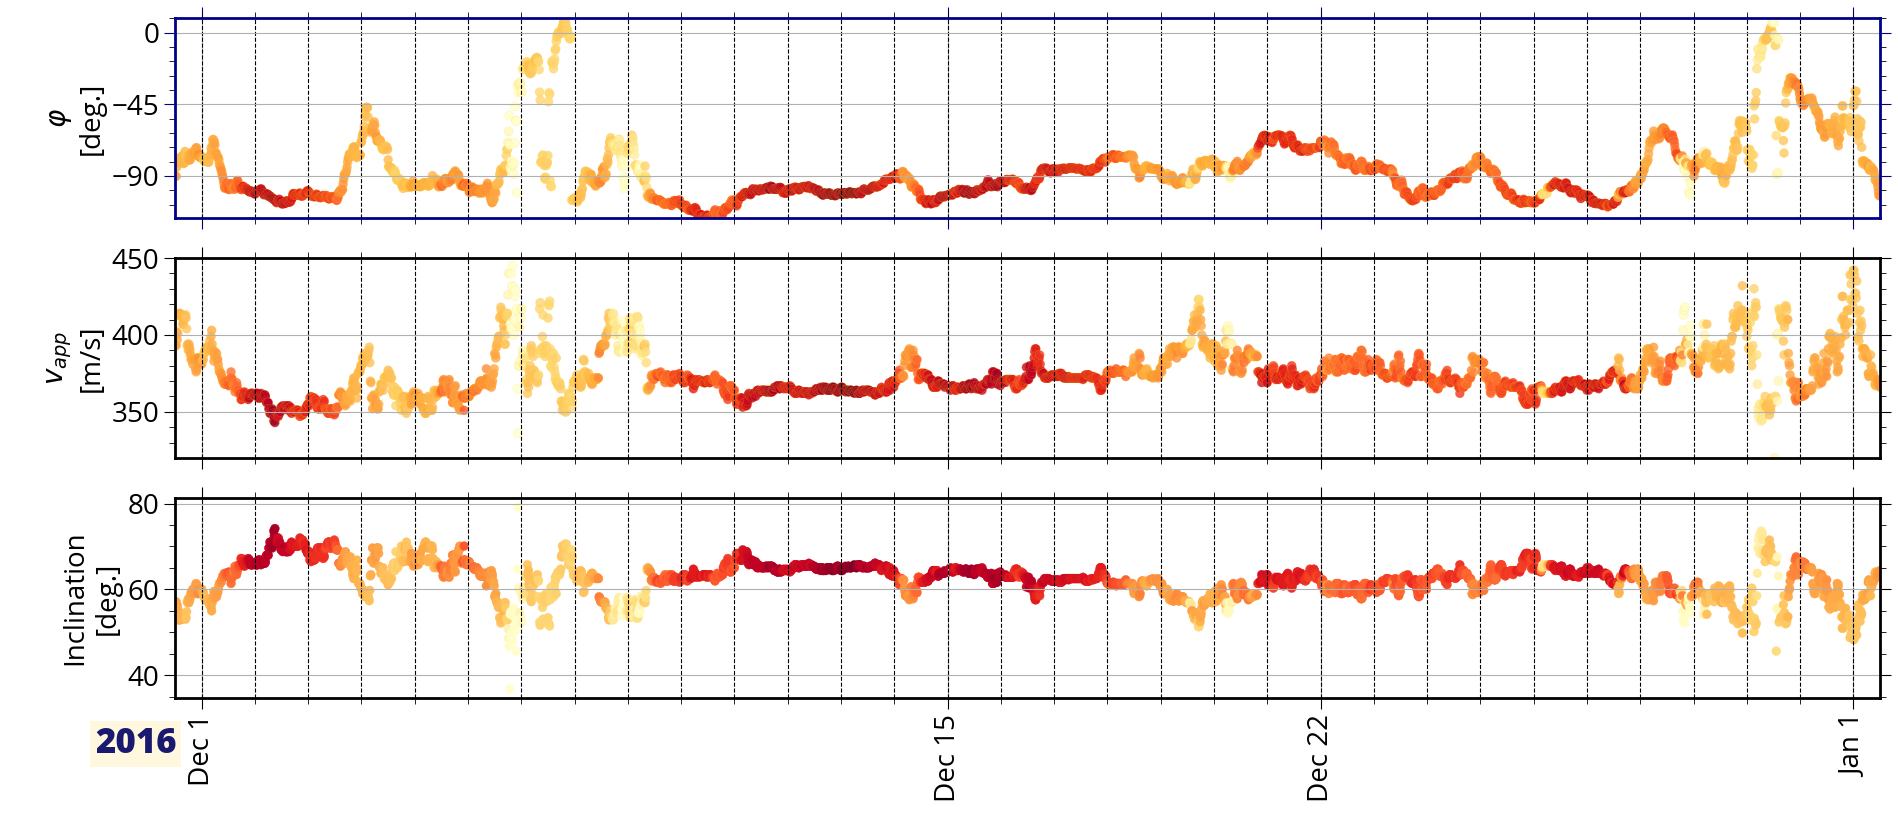 φ
[deg.]
0
−45
−90
v_app
[m/s]
450
400
350
Inclination
[deg.]
80
60
40
2016
Dec 1
Dec 15
Dec 22
Jan 1